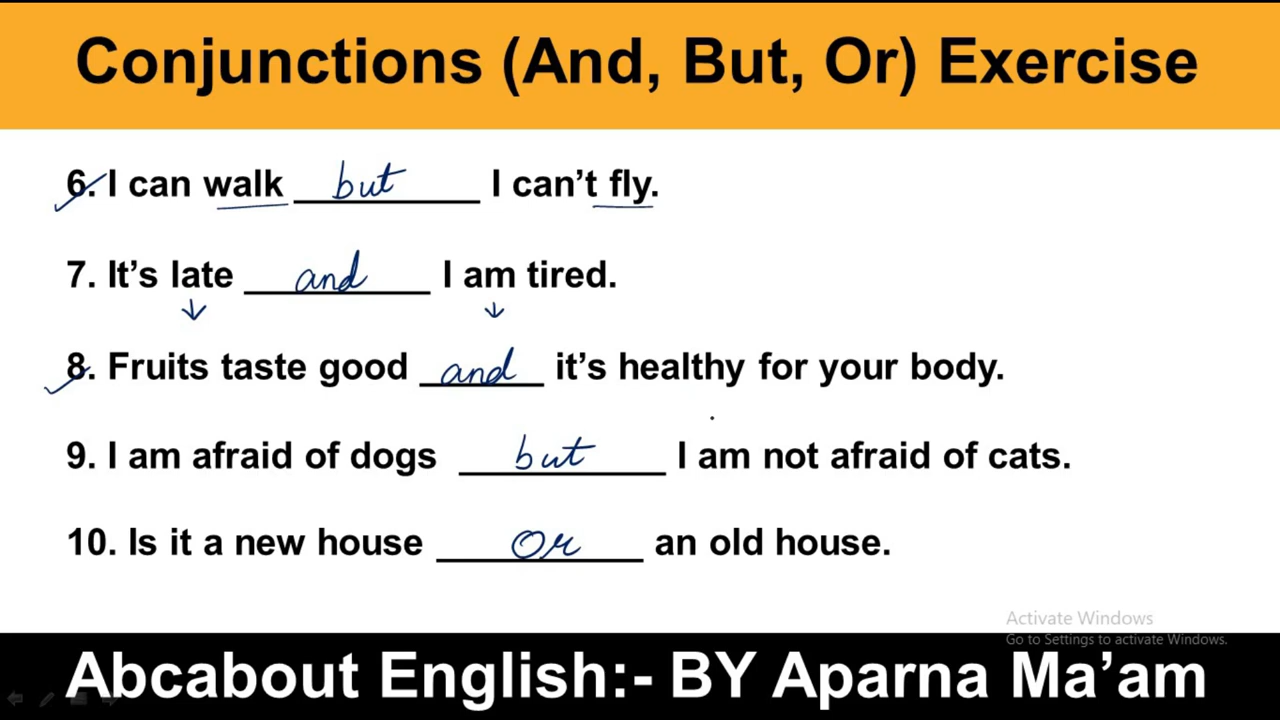 Conjunctions (And, But, Or) Exercise
6. I can walk but I can't fly.
7. It's late and I am tired.
8. Fruits taste good and it's healthy for your body.
9. I am afraid of dogs but I am not afraid of cats.
10. Is it a new house or an old house.
Activate Windows
Go to Settings to activate Windows.
Abcabout English:- BY Aparna Ma'am